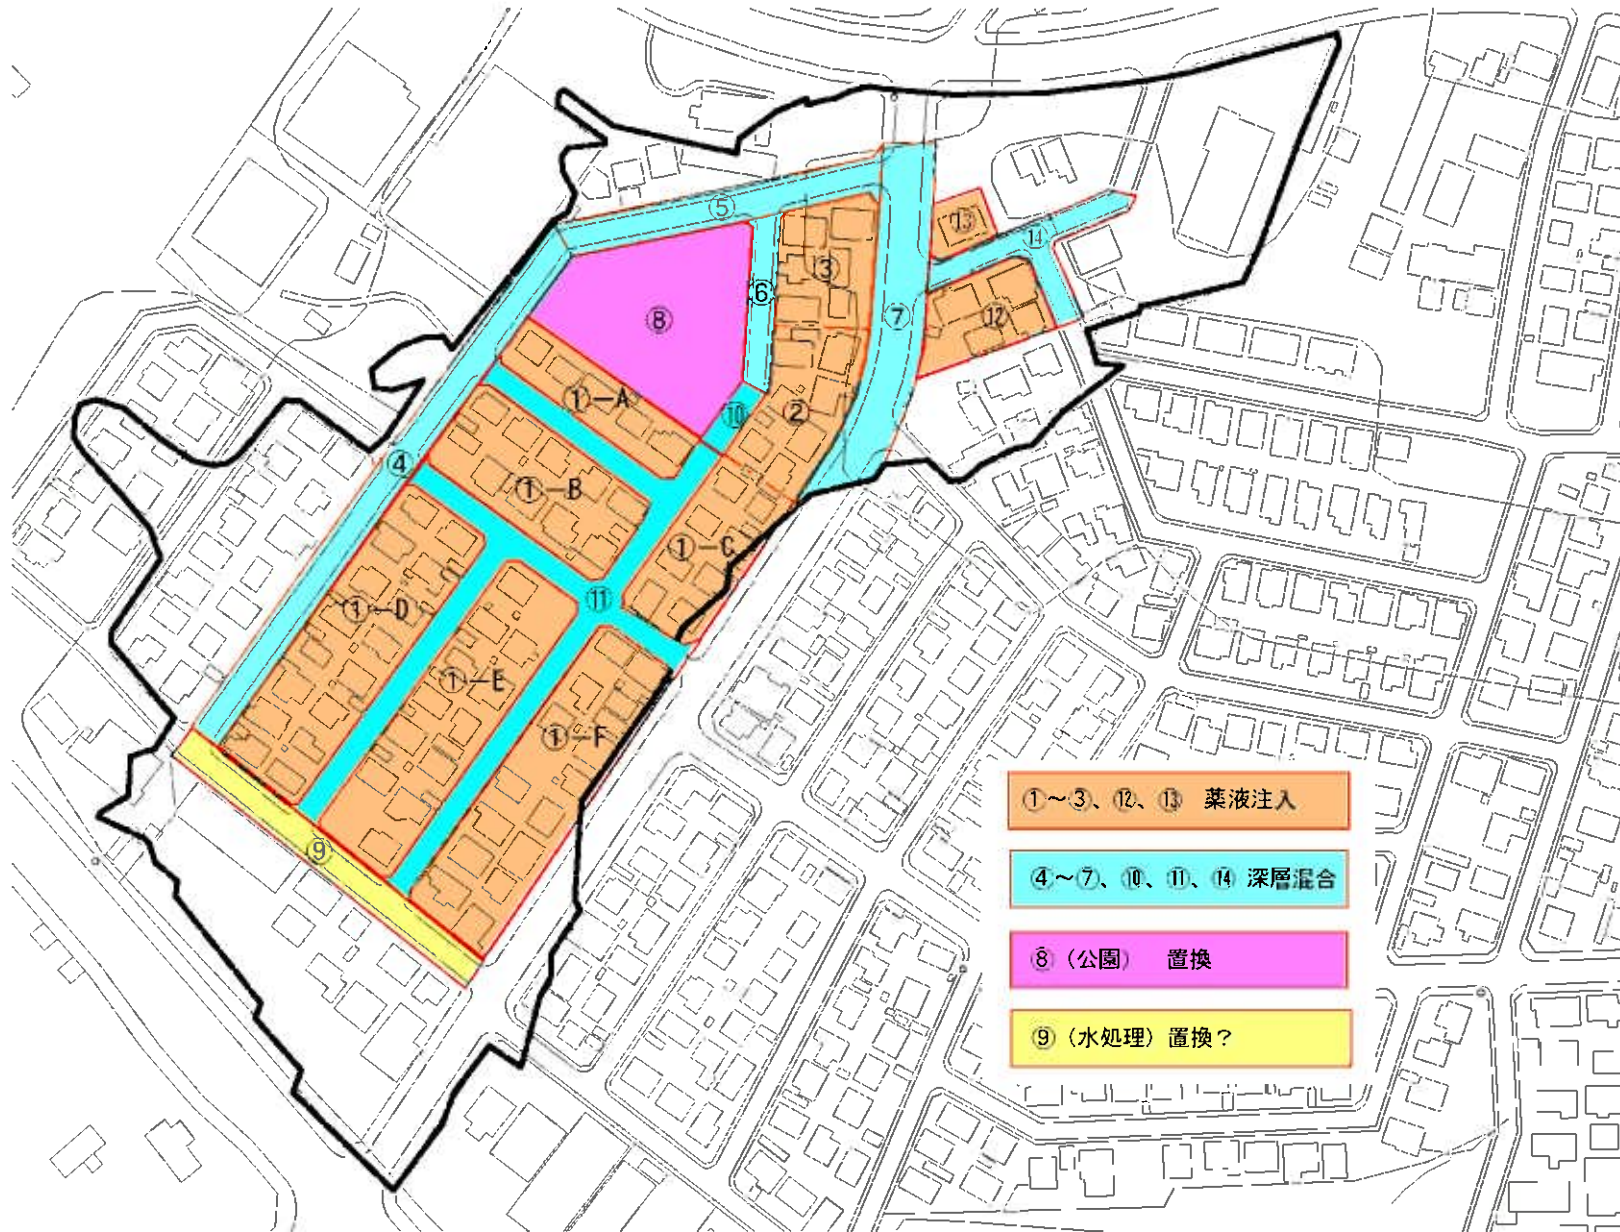 ⑤
⑬
⑭
⑥
③
⑧
⑦
⑫
①-A
⑩
②
④
①-B
①-C
⑪
①-D
①-E
①-F
⑨
①~③、⑫、⑬ 薬液注入
④~⑦、⑩、⑪、⑭ 深層混合
⑧(公園) 置換
⑨(水処理) 置換?